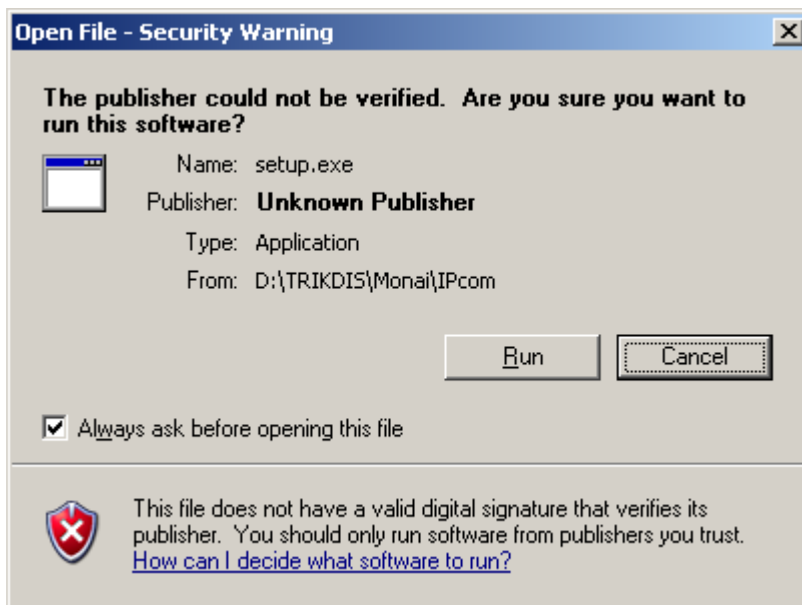 Open File - Security Warning
The publisher could not be verified.  Are you sure you want to
run this software?
Name: setup.exe
Publisher: Unknown Publisher
Type: Application
From: D:\TRIKDIS\Monai\IPcom
Run Cancel
Always ask before opening this file
This file does not have a valid digital signature that verifies its
publisher.  You should only run software from publishers you trust.
How can I decide what software to run?